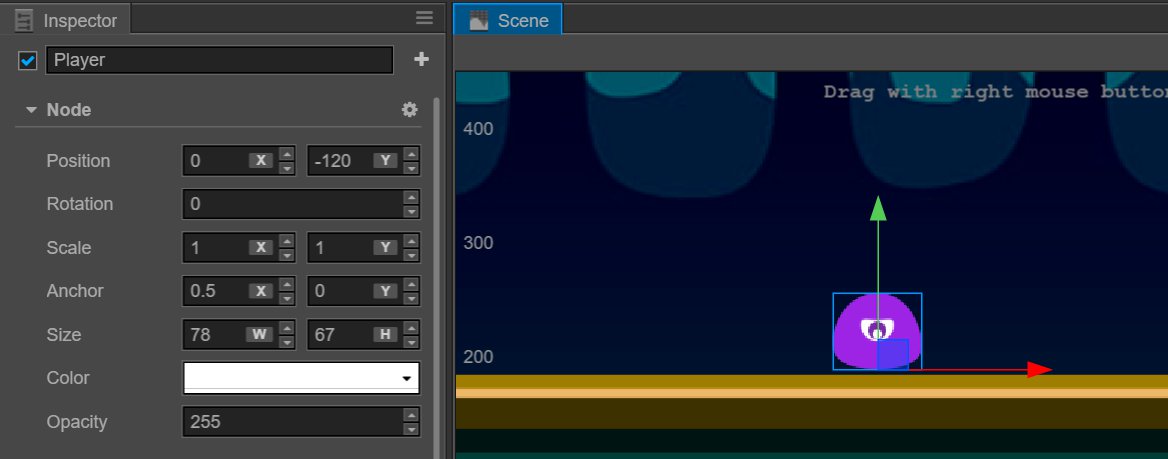 Inspector
Scene
Player
Node
Position 0 X -120 Y
Rotation 0
Scale 1 X 1 Y
Anchor 0.5 X 0 Y
Size 78 W 67 H
Color
Opacity 255
Drag with right mouse button
400
300
200